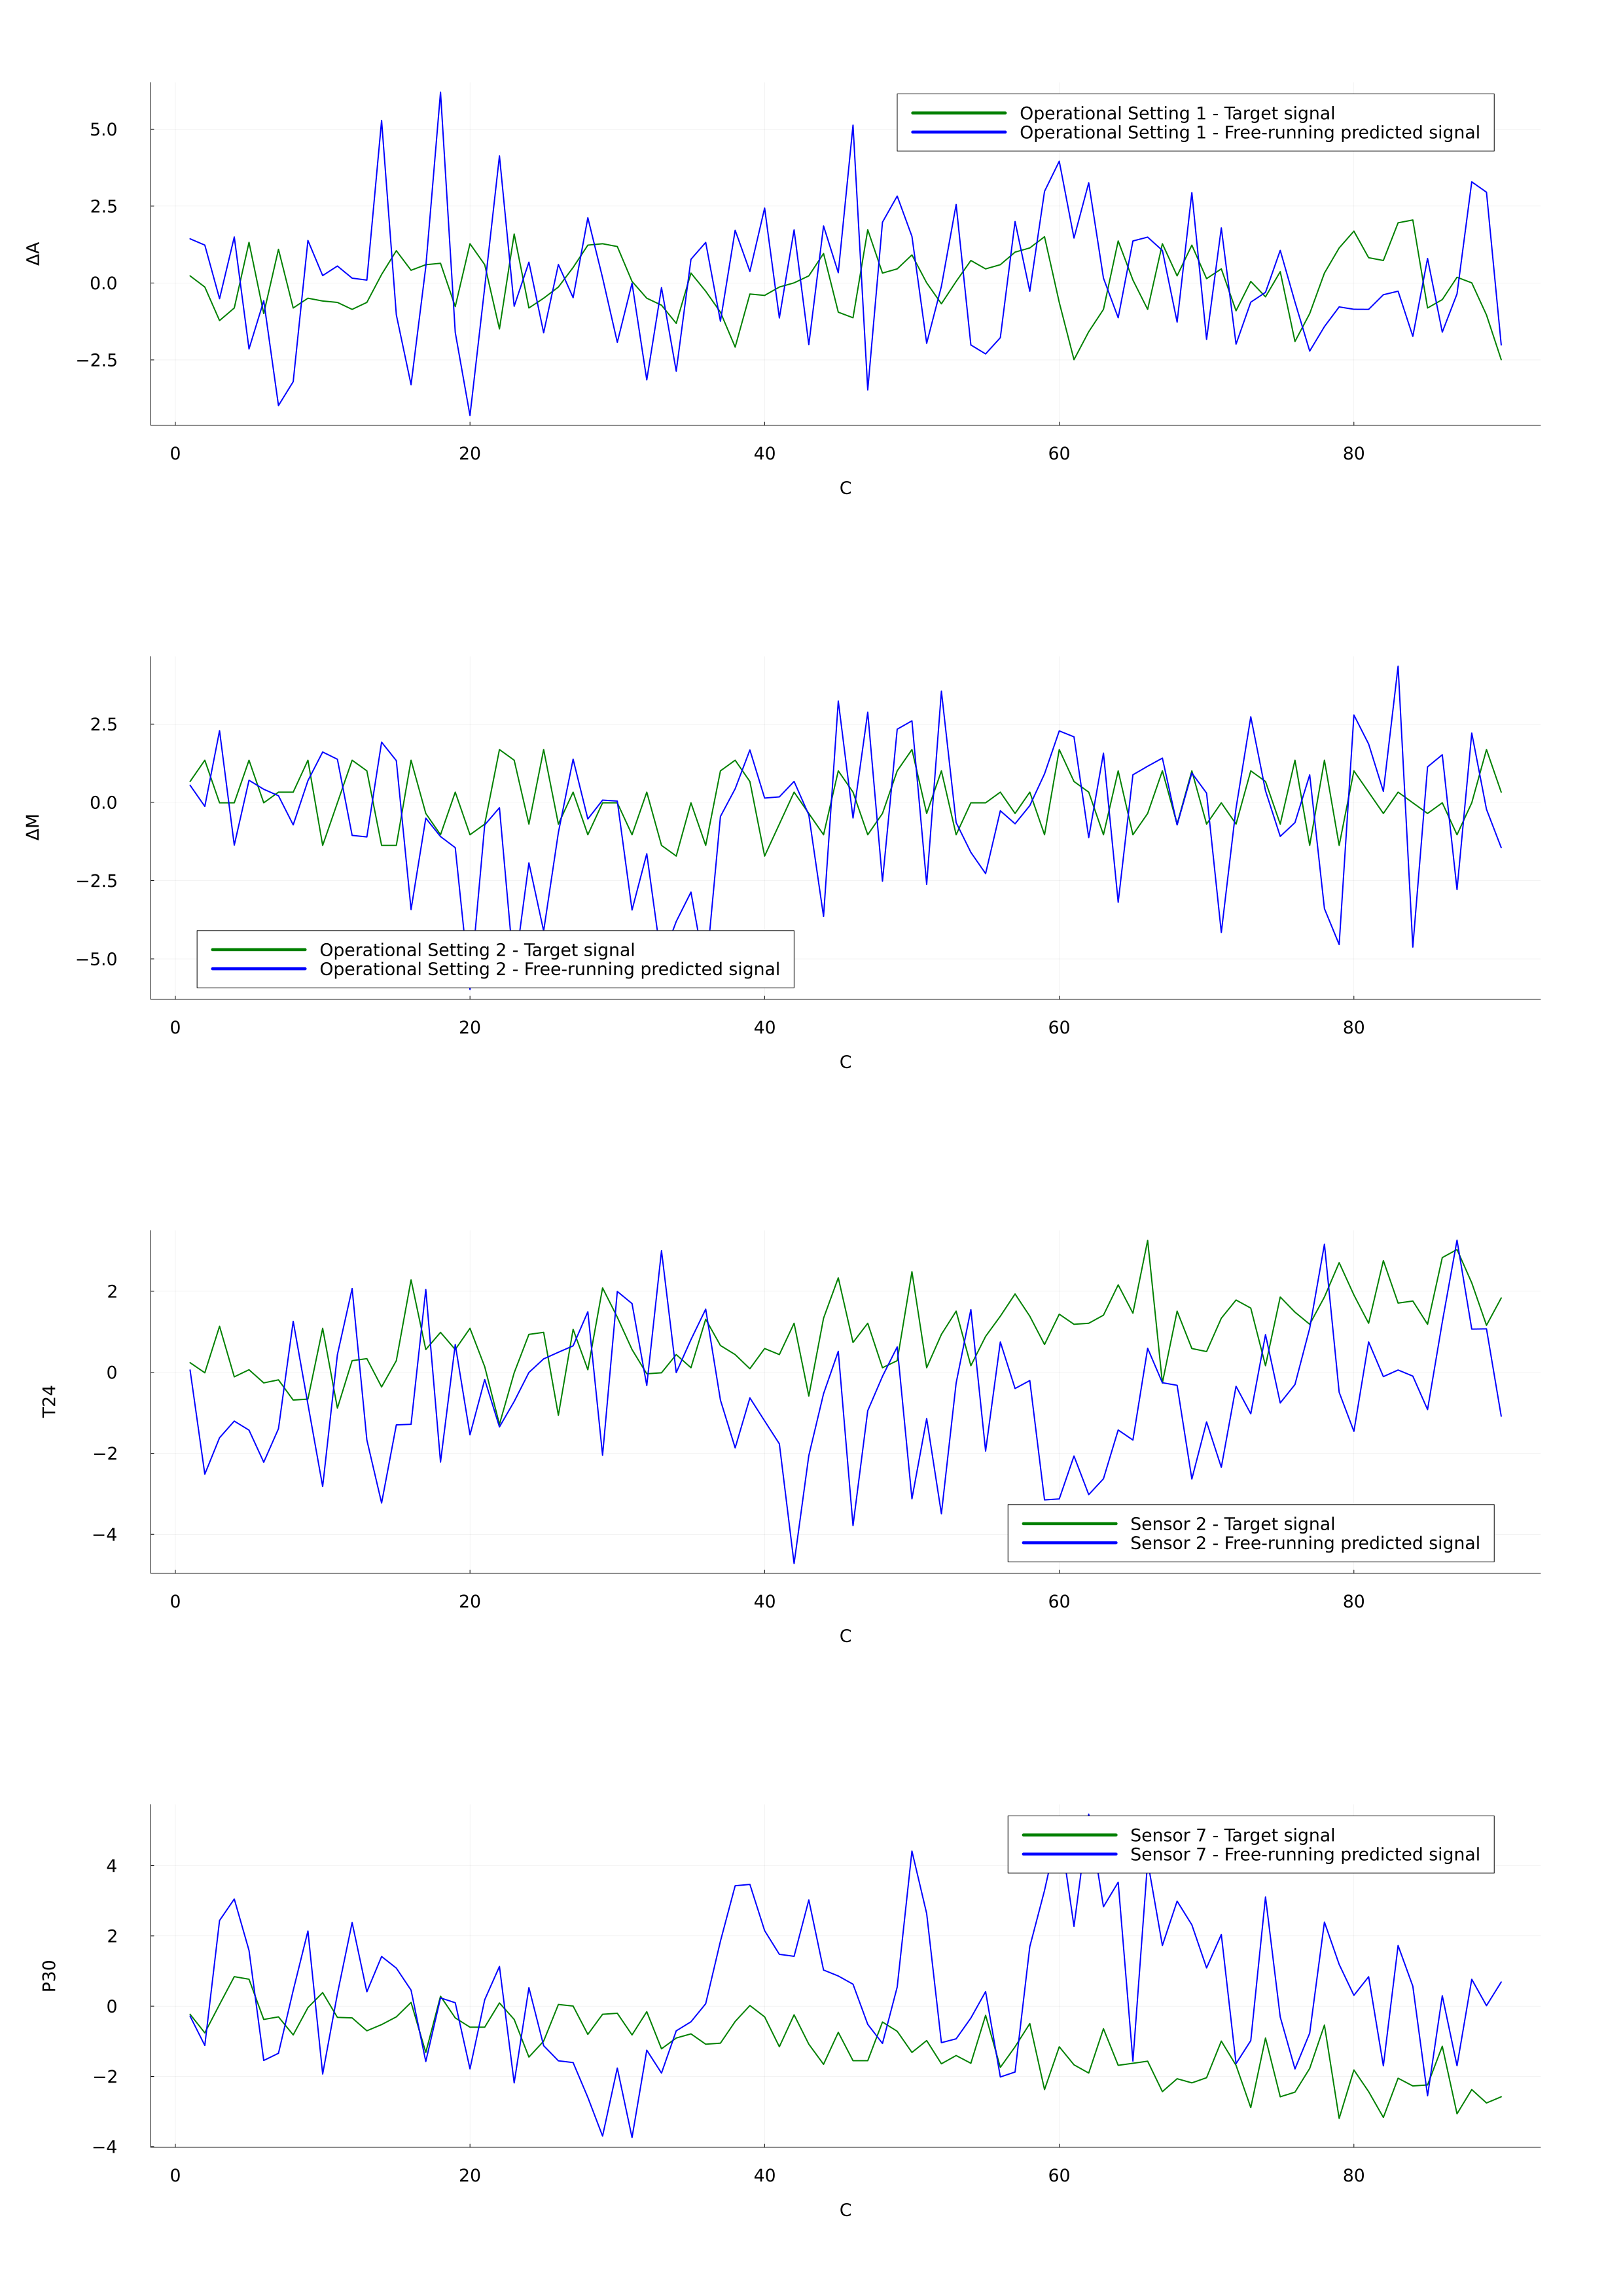 Operational Setting 1 - Target signal
Operational Setting 1 - Free-running predicted signal
5.0
2.5
0.0
−2.5
ΔA
0 20 40 60 80
C
2.5
0.0
−2.5
−5.0
ΔM
Operational Setting 2 - Target signal
Operational Setting 2 - Free-running predicted signal
0 20 40 60 80
C
2
0
−2
−4
T24
Sensor 2 - Target signal
Sensor 2 - Free-running predicted signal
0 20 40 60 80
C
Sensor 7 - Target signal
Sensor 7 - Free-running predicted signal
4
2
0
−2
−4
P30
0 20 40 60 80
C